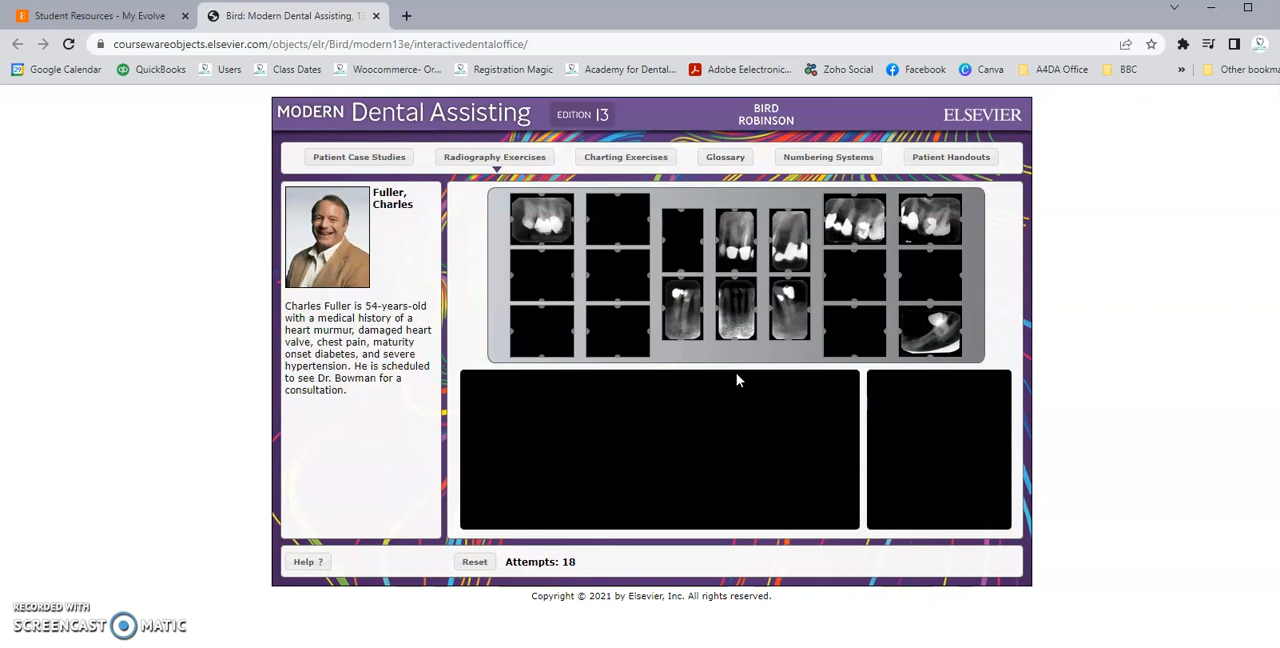 Student Resources - My Evolve
Bird: Modern Dental Assisting, 1
coursewareobjects.elsevier.com/objects/elr/Bird/modern13e/interactivedentaloffice/
Google Calendar QuickBooks Users Class Dates Woocommerce- Or... Registration Magic Academy for Dental... Adobe Eelectronic... Zoho Social Facebook Canva A4DA Office BBC » Other bookma
MODERN Dental Assisting EDITION 13
BIRD
ROBINSON
ELSEVIER
Patient Case Studies Radiography Exercises Charting Exercises Glossary Numbering Systems Patient Handouts
Fuller,
Charles
Charles Fuller is 54-years-old
with a medical history of a
heart murmur, damaged heart
valve, chest pain, maturity
onset diabetes, and severe
hypertension. He is scheduled
to see Dr. Bowman for a
consultation.
Help ? Reset Attempts: 18
Copyright © 2021 by Elsevier, Inc. All rights reserved.
RECORDED WITH
SCREENCAST MATIC